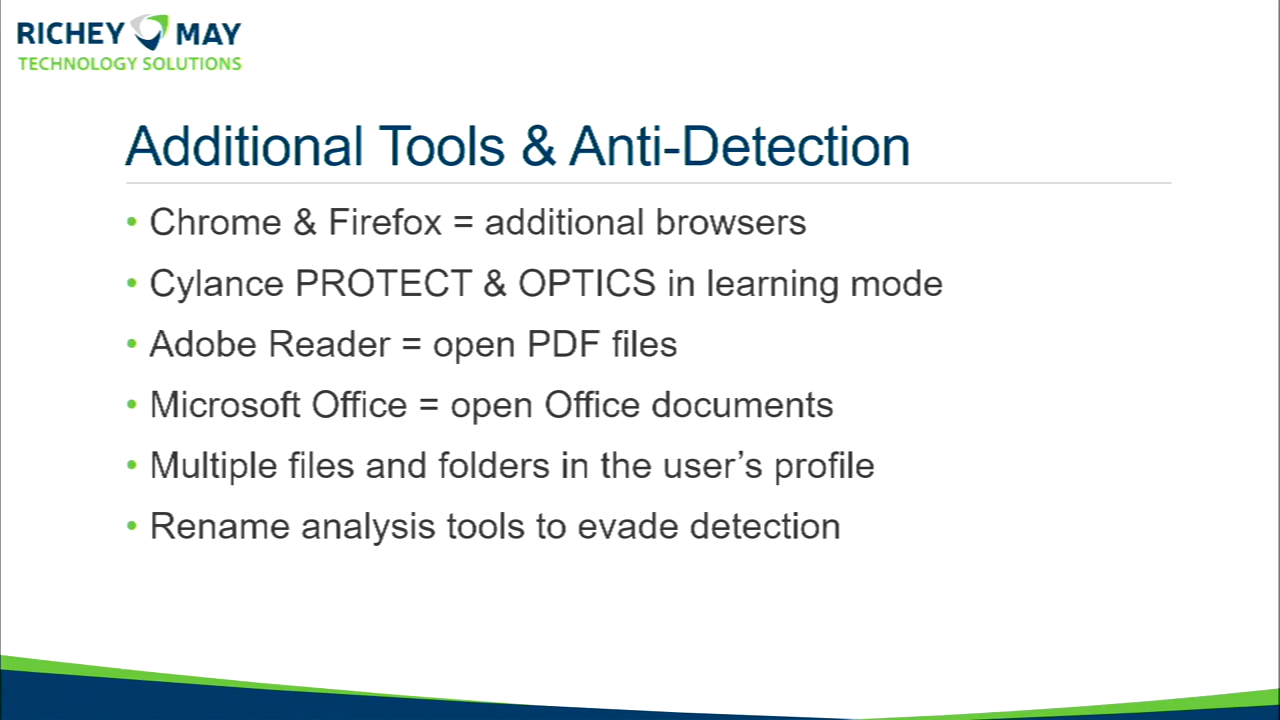 RICHEY MAY
TECHNOLOGY SOLUTIONS
Additional Tools & Anti-Detection
• Chrome & Firefox = additional browsers
• Cylance PROTECT & OPTICS in learning mode
• Adobe Reader = open PDF files
• Microsoft Office = open Office documents
• Multiple files and folders in the user’s profile
• Rename analysis tools to evade detection